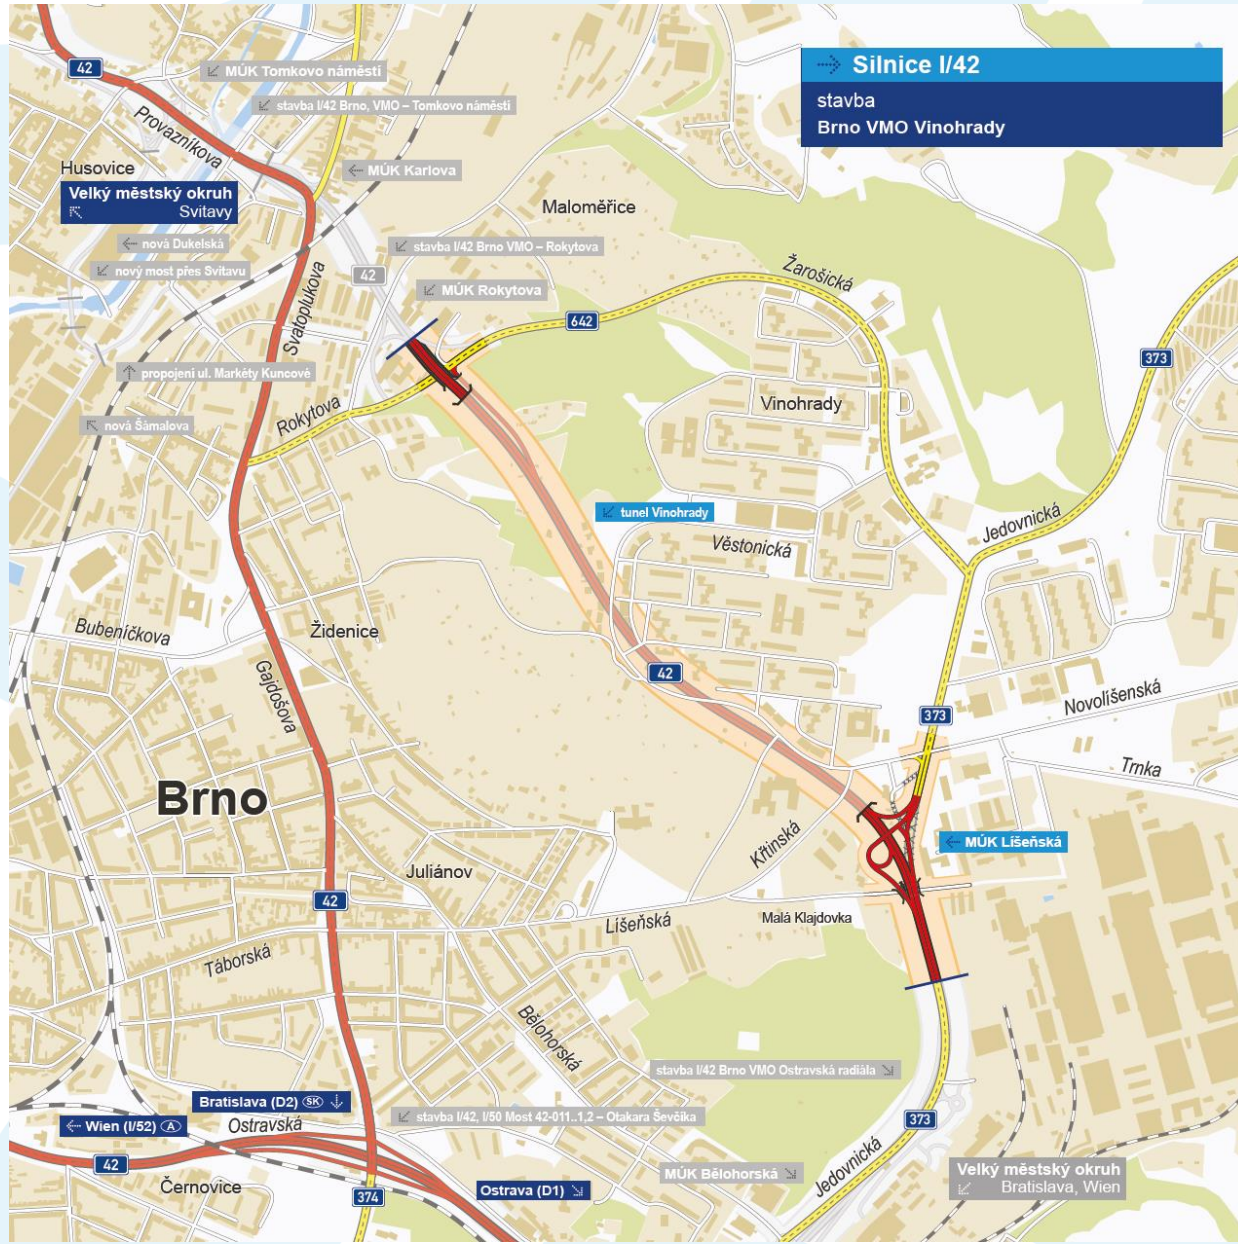 Silnice I/42
stavba
Brno VMO Vinohrady
42
MÚK Tomkovo náměstí
stavba I/42 Brno, VMO – Tomkovo náměstí
Provazníkova
Husovice
MÚK Karlova
Velký městský okruh
Svitavy
Maloměřice
nová Dukelská
stavba I/42 Brno VMO – Rokytova
nový most přes Svitavu
42
MÚK Rokytova
Žarošická
Svatoplukova
642
373
propojení ul. Markéty Kuncové
Rokytova
Vinohrady
nová Šámalova
tunel Vinohrady
Jedovnická
Věstonická
Bubeníčkova
Židenice
42
Gajdošova
Novolíšenská
373
Trnka
Brno
Křtinská
MÚK Líšeňská
Juliánov
42
Líšeňská
Malá Klajdovka
Táborská
Bělohorská
stavba I/42 Brno VMO Ostravská radiála
Bratislava (D2) SK
stavba I/42, I/50 Most 42-011..1,2 – Otakara Ševčíka
Wien (I/52) A
Ostravská
373
42
Černovice
374
Ostrava (D1)
MÚK Bělohorská
Jedovnická
Velký městský okruh
Bratislava, Wien